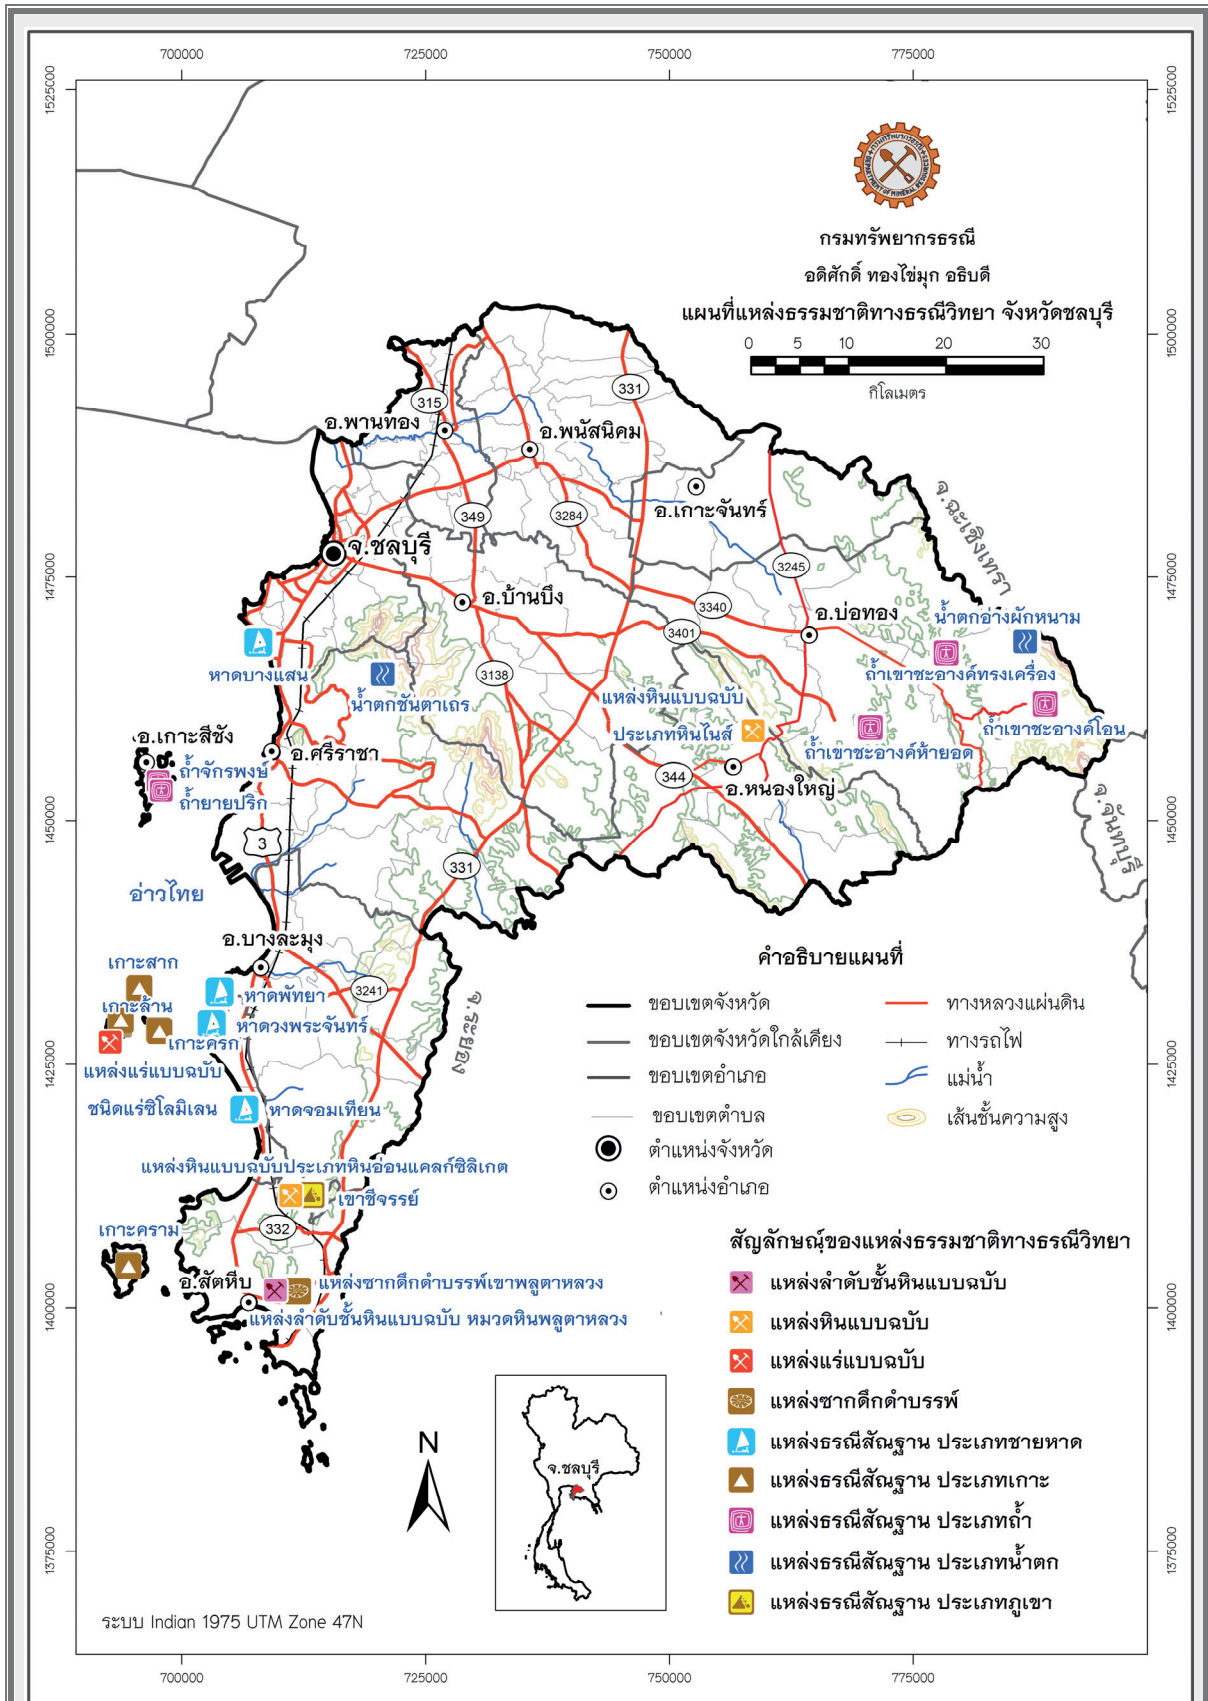 700000
725000
750000
775000
1525000
1525000
กรมทรัพยากรธรณี
DEPARTMENT OF MINERAL RESOURCES
กรมทรัพยากรธรณี
อดิศักดิ์ ทองไข่มุก อธิบดี
แผนที่แหล่งธรรมชาติทางธรณีวิทยา จังหวัดชลบุรี
0 5 10 20 30
กิโลเมตร
1500000
1500000
331
315
อ.พานทอง
อ.พนัสนิคม
อ.เกาะจันทร์
จ.ฉะเชิงเทรา
349
3284
จ.ชลบุรี
3245
1475000
1475000
อ.บ้านบึง
3340
อ.บ่อทอง
น้ำตกอ่างผักหนาม
3401
หาดบางแสน
3138
ถ้ำเขาชะอางค์ทรงเครื่อง
น้ำตกชันตาเถร
แหล่งหินแบบฉบับ
ประเภทหินไนส์
ถ้ำเขาชะอางค์โอน
ถ้ำเขาชะอางค์ห้ายอด
อ.เกาะสีชัง
อ.ศรีราชา
ถ้ำจักรพงษ์
344
อ.หนองใหญ่
ถ้ำยายปริก
จ.จันทบุรี
1450000
1450000
3
331
อ่าวไทย
อ.บางละมุง
เกาะสาก
3241
หาดพัทยา
จ.ระยอง
เกาะล้าน
หาดวงพระจันทร์
เกาะครก
แหล่งแร่แบบฉบับ
ชนิดแร่ซิโลมิเลน
หาดจอมเทียน
1425000
1425000
คำอธิบายแผนที่
ขอบเขตจังหวัด
ทางหลวงแผ่นดิน
ขอบเขตจังหวัดใกล้เคียง
ทางรถไฟ
ขอบเขตอำเภอ
แม่น้ำ
ขอบเขตตำบล
เส้นชั้นความสูง
ตำแหน่งจังหวัด
ตำแหน่งอำเภอ
แหล่งหินแบบฉบับประเภทหินอ่อนแคลก์ซิลิเกต
เขาชีจรรย์
332
เกาะคราม
อ.สัตหีบ
แหล่งซากดึกดำบรรพ์เขาพลูตาหลวง
แหล่งลำดับชั้นหินแบบฉบับ หมวดหินพลูตาหลวง
1400000
1400000
สัญลักษณ์ของแหล่งธรรมชาติทางธรณีวิทยา
แหล่งลำดับชั้นหินแบบฉบับ
แหล่งหินแบบฉบับ
แหล่งแร่แบบฉบับ
แหล่งซากดึกดำบรรพ์
แหล่งธรณีสัณฐาน ประเภทชายหาด
แหล่งธรณีสัณฐาน ประเภทเกาะ
แหล่งธรณีสัณฐาน ประเภทถ้ำ
แหล่งธรณีสัณฐาน ประเภทน้ำตก
แหล่งธรณีสัณฐาน ประเภทภูเขา
N
จ.ชลบุรี
1375000
1375000
ระบบ Indian 1975 UTM Zone 47N
700000
725000
750000
775000